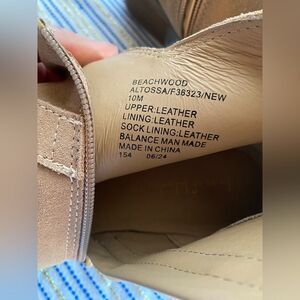 BEACHWOOD
ALTOSSA/F38323/NEW
10M
UPPER:LEATHER
LINING:LEATHER
SOCK LINING:LEATHER
BALANCE MAN MADE
MADE IN CHINA
154 06/24